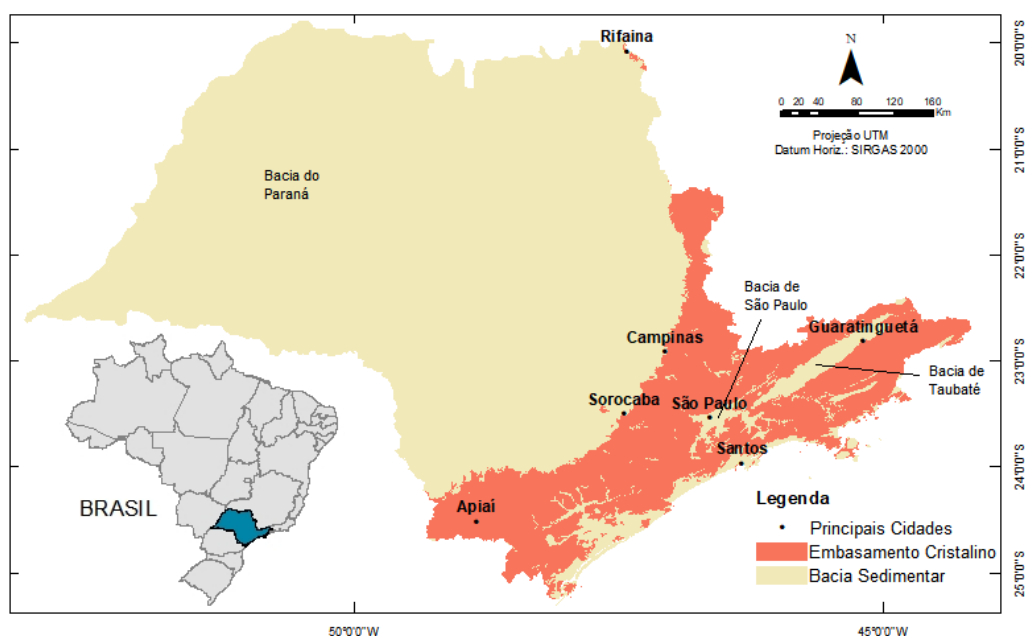 Rifaina
N
0 20 40 80 120 160
Km
Projeção UTM
Datum Horiz.: SIRGAS 2000
Bacia do
Paraná
Bacia de
São Paulo
Guaratinguetá
Campinas
Bacia de
Taubaté
Sorocaba
São Paulo
Santos
Apiaí
BRASIL
Legenda
Principais Cidades
Embasamento Cristalino
Bacia Sedimentar
20°0'0"S
21°0'0"S
22°0'0"S
23°0'0"S
24°0'0"S
25°0'0"S
50°0'0"W
45°0'0"W